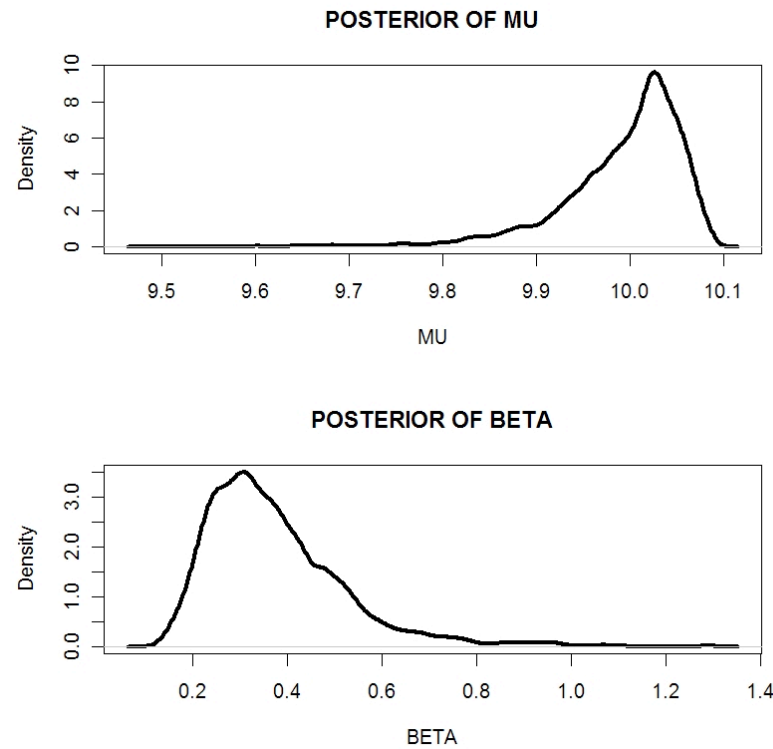 POSTERIOR OF MU
Density
10
8
6
4
2
0
9.5 9.6 9.7 9.8 9.9 10.0 10.1
MU
POSTERIOR OF BETA
Density
3.0
2.0
1.0
0.0
0.2 0.4 0.6 0.8 1.0 1.2 1.4
BETA